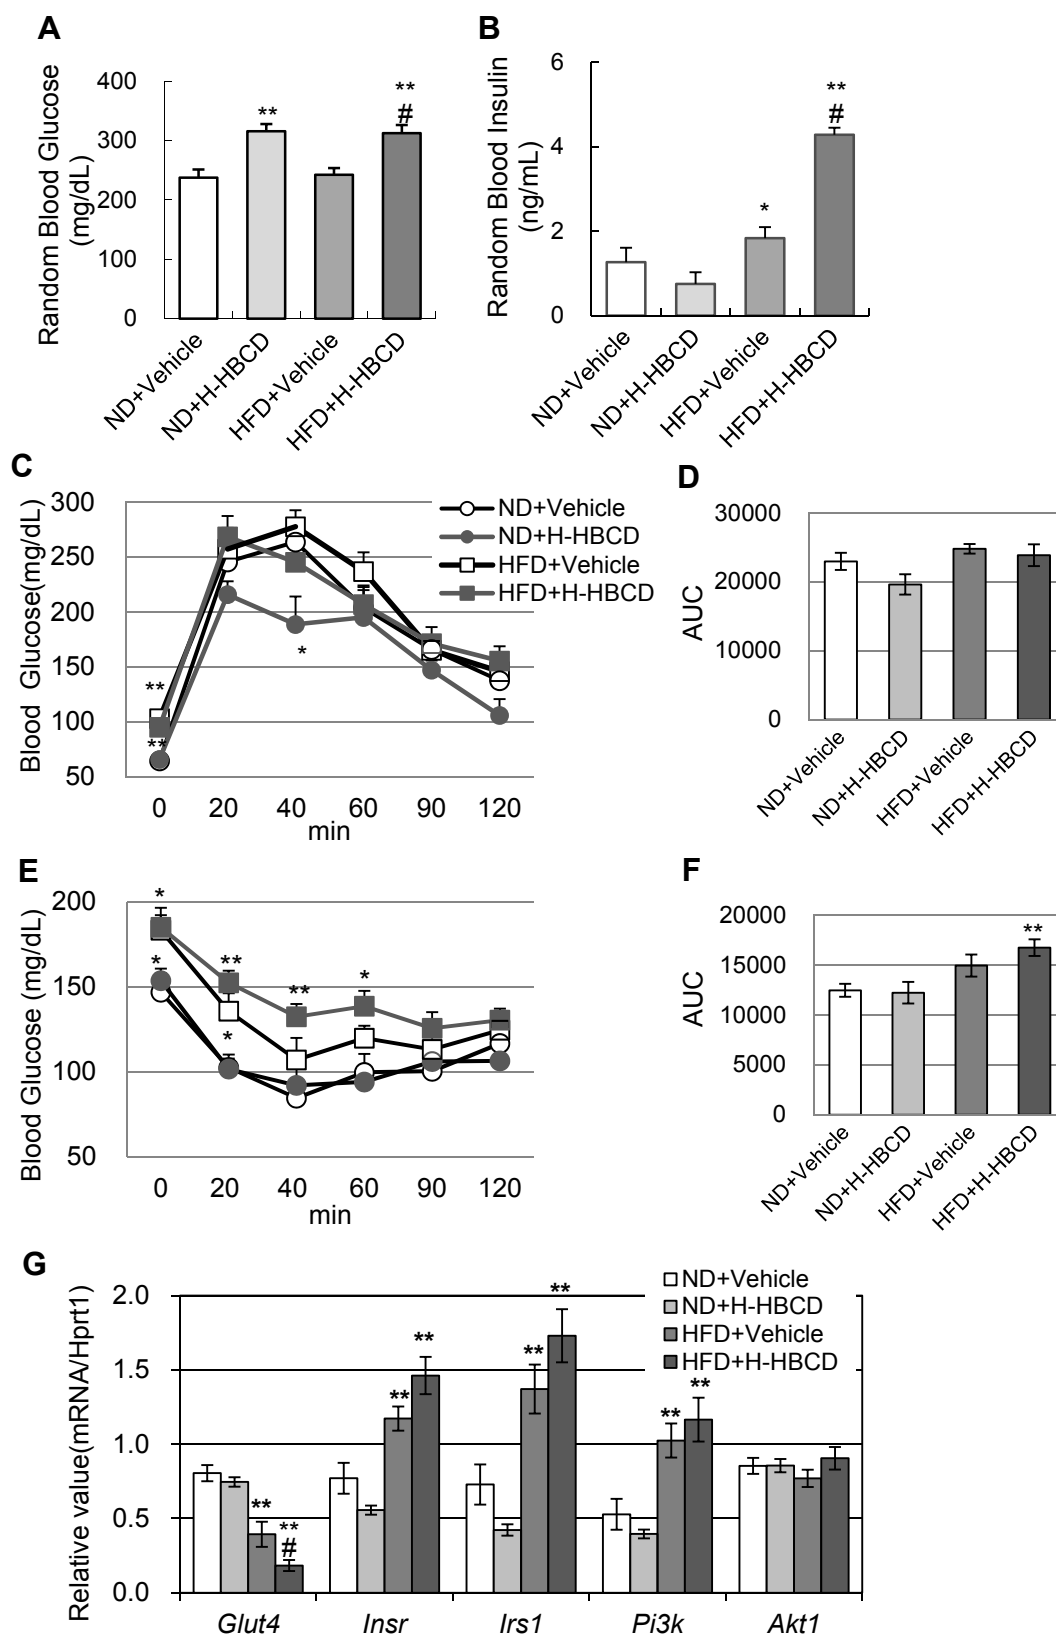 A
Random Blood Glucose
(mg/dL)
400
300
200
100
0
**
**
#
ND+Vehicle
ND+H-HBCD
HFD+Vehicle
HFD+H-HBCD
B
Random Blood Insulin
(ng/mL)
6
4
2
0
*
**
#
ND+Vehicle
ND+H-HBCD
HFD+Vehicle
HFD+H-HBCD
C
Blood Glucose(mg/dL)
300
250
200
150
100
50
**
**
*
ND+Vehicle
ND+H-HBCD
HFD+Vehicle
HFD+H-HBCD
0 20 40 60 90 120
min
D
AUC
30000
20000
10000
0
ND+Vehicle
ND+H-HBCD
HFD+Vehicle
HFD+H-HBCD
E
Blood Glucose (mg/dL)
200
150
100
50
*
*
**
*
**
*
0 20 40 60 90 120
min
F
AUC
20000
15000
10000
5000
0
**
ND+Vehicle
ND+H-HBCD
HFD+Vehicle
HFD+H-HBCD
G
Relative value(mRNA/Hprt1)
2.0
1.5
1.0
0.5
0.0
ND+Vehicle
ND+H-HBCD
HFD+Vehicle
HFD+H-HBCD
**
**
#
**
**
**
**
**
**
Glut4 Insr Irs1 Pi3k Akt1